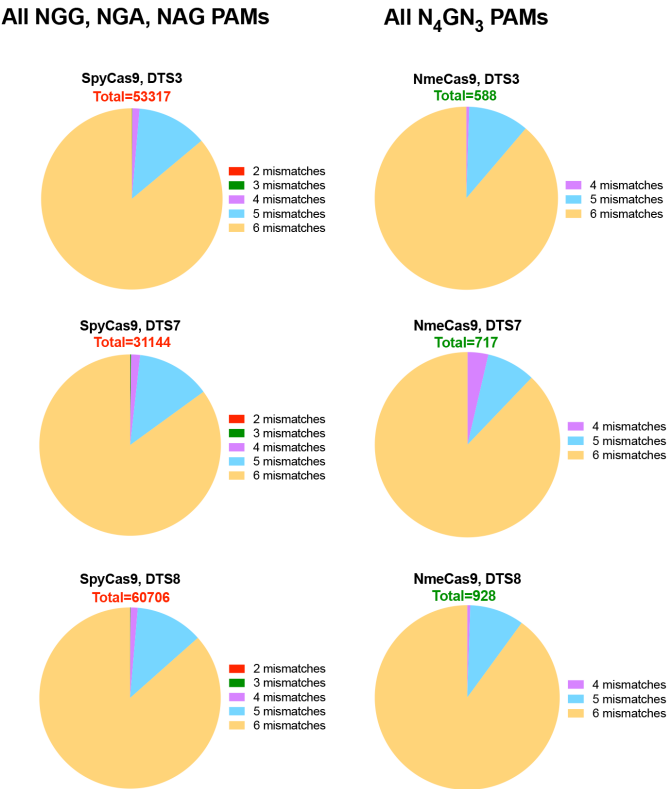 All NGG, NGA, NAG PAMs
All N4GN3 PAMs
SpyCas9, DTS3
Total=53317
2 mismatches
3 mismatches
4 mismatches
5 mismatches
6 mismatches
NmeCas9, DTS3
Total=588
4 mismatches
5 mismatches
6 mismatches
SpyCas9, DTS7
Total=31144
2 mismatches
3 mismatches
4 mismatches
5 mismatches
6 mismatches
NmeCas9, DTS7
Total=717
4 mismatches
5 mismatches
6 mismatches
SpyCas9, DTS8
Total=60706
2 mismatches
3 mismatches
4 mismatches
5 mismatches
6 mismatches
NmeCas9, DTS8
Total=928
4 mismatches
5 mismatches
6 mismatches